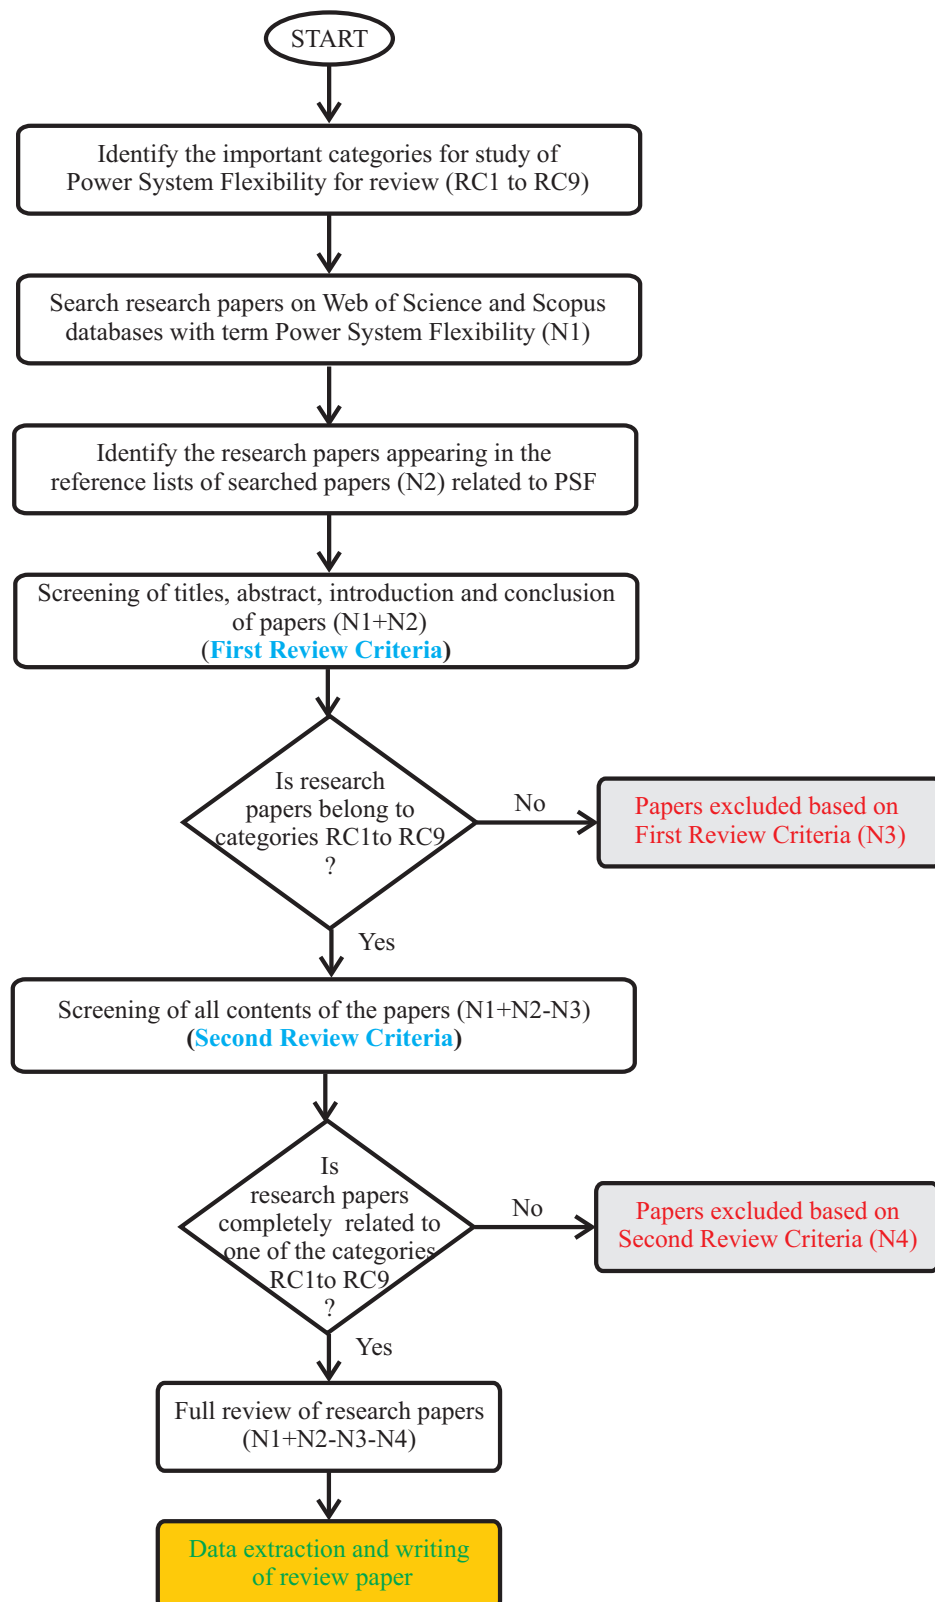 START
Identify the important categories for study of
Power System Flexibility for review (RC1 to RC9)
Search research papers on Web of Science and Scopus
databases with term Power System Flexibility (N1)
Identify the research papers appearing in the
reference lists of searched papers (N2) related to PSF
Screening of titles, abstract, introduction and conclusion
of papers (N1+N2)
(First Review Criteria)
Is research
papers belong to
categories RC1to RC9
?
No
Papers excluded based on
First Review Criteria (N3)
Yes
Screening of all contents of the papers (N1+N2-N3)
(Second Review Criteria)
Is
research papers
completely related to
one of the categories
RC1to RC9
?
No
Papers excluded based on
Second Review Criteria (N4)
Yes
Full review of research papers
(N1+N2-N3-N4)
Data extraction and writing
of review paper